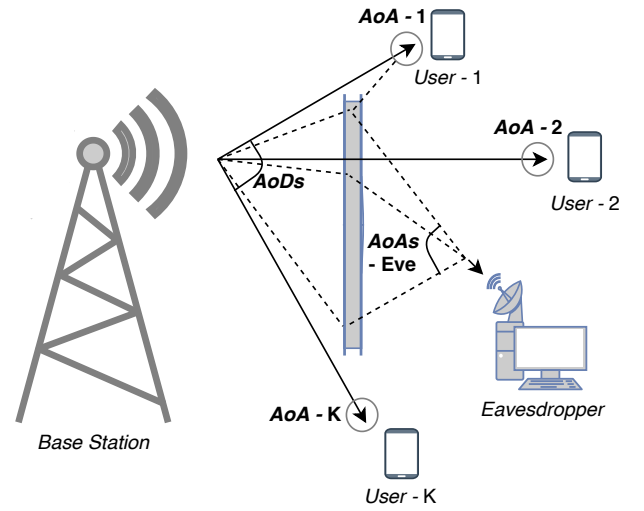 AoA - 1
User - 1
AoA - 2
AoDs
User - 2
AoAs
- Eve
AoA - K
Eavesdropper
Base Station
User - K